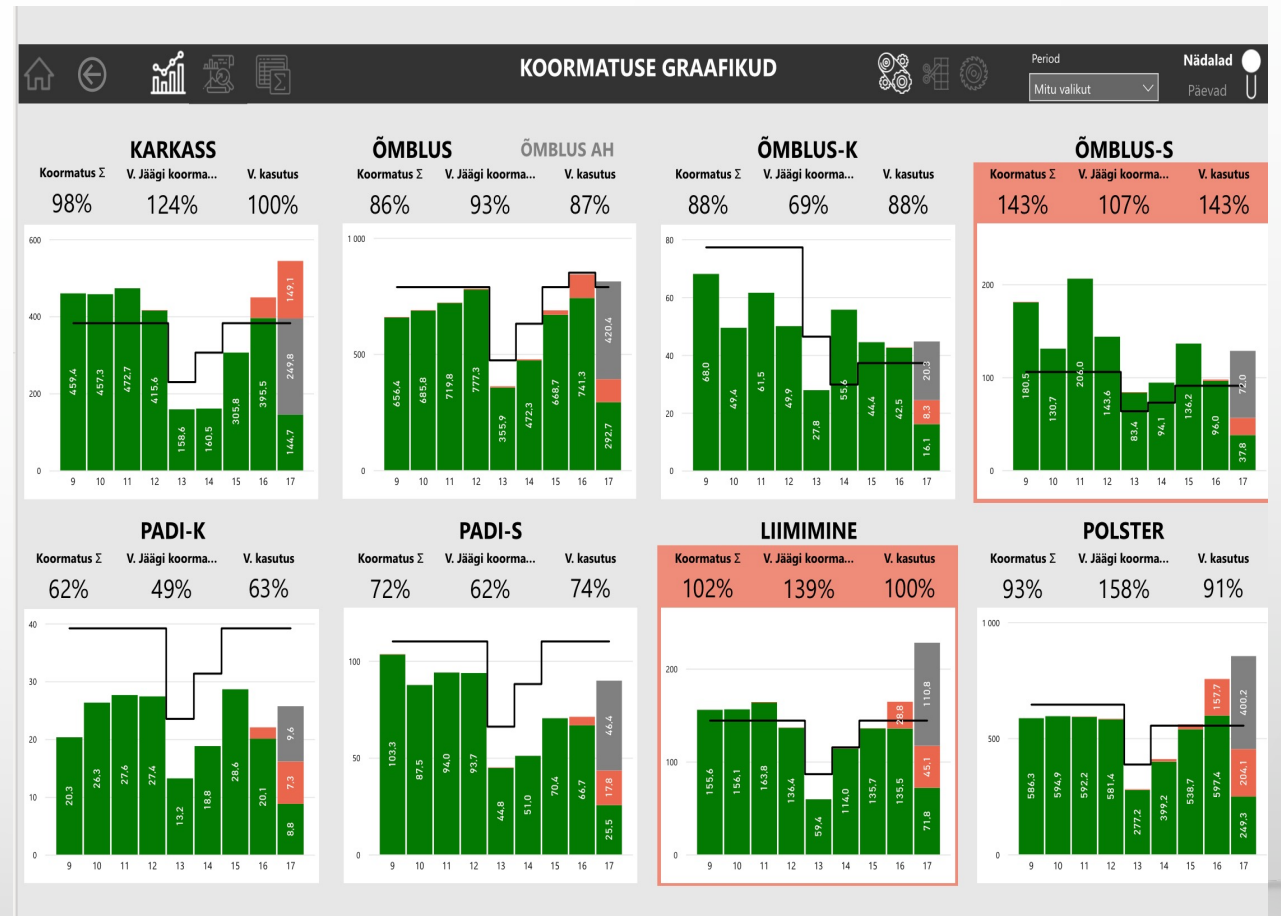 KOORMATUSE GRAAFIKUD
Period
Mitu valikut
Nädalad
Päevad
KARKASS
Koormatus Σ V. Jäägi koorma... V. kasutus
98% 124% 100%
600
400
200
0
459.4 457.3 472.7 415.6 158.6 160.5 305.8 395.5 144.7 249.8 149.1
9 10 11 12 13 14 15 16 17
ÕMBLUS ÕMBLUS AH
Koormatus Σ V. Jäägi koorma... V. kasutus
86% 93% 87%
1 000
500
0
656.4 685.8 719.8 777.3 355.9 472.3 668.7 741.3 292.7 420.4
9 10 11 12 13 14 15 16 17
ÕMBLUS-K
Koormatus Σ V. Jäägi koorma... V. kasutus
88% 69% 88%
80
60
40
20
0
68.0 49.4 61.5 49.9 27.8 55.6 44.4 42.5 16.1 8.3 20.3
9 10 11 12 13 14 15 16 17
ÕMBLUS-S
Koormatus Σ V. Jäägi koorma... V. kasutus
143% 107% 143%
200
100
0
180.5 130.7 206.0 143.6 83.4 94.1 136.2 96.0 37.8 72.0
9 10 11 12 13 14 15 16 17
PADI-K
Koormatus Σ V. Jäägi koorma... V. kasutus
62% 49% 63%
40
30
20
10
0
20.3 26.3 27.6 27.4 13.2 18.8 28.6 20.1 8.8 7.3 9.6
9 10 11 12 13 14 15 16 17
PADI-S
Koormatus Σ V. Jäägi koorma... V. kasutus
72% 62% 74%
100
50
0
103.3 87.5 94.0 93.7 44.8 51.0 70.4 66.7 25.5 17.8 46.4
9 10 11 12 13 14 15 16 17
LIIMIMINE
Koormatus Σ V. Jäägi koorma... V. kasutus
102% 139% 100%
200
100
0
155.6 156.1 163.8 136.4 59.4 114.0 135.7 135.5 28.8 71.8 45.1 110.8
9 10 11 12 13 14 15 16 17
POLSTER
Koormatus Σ V. Jäägi koorma... V. kasutus
93% 158% 91%
1 000
500
0
586.3 594.9 592.2 581.4 277.2 399.2 538.7 597.4 157.7 249.3 204.1 400.2
9 10 11 12 13 14 15 16 17